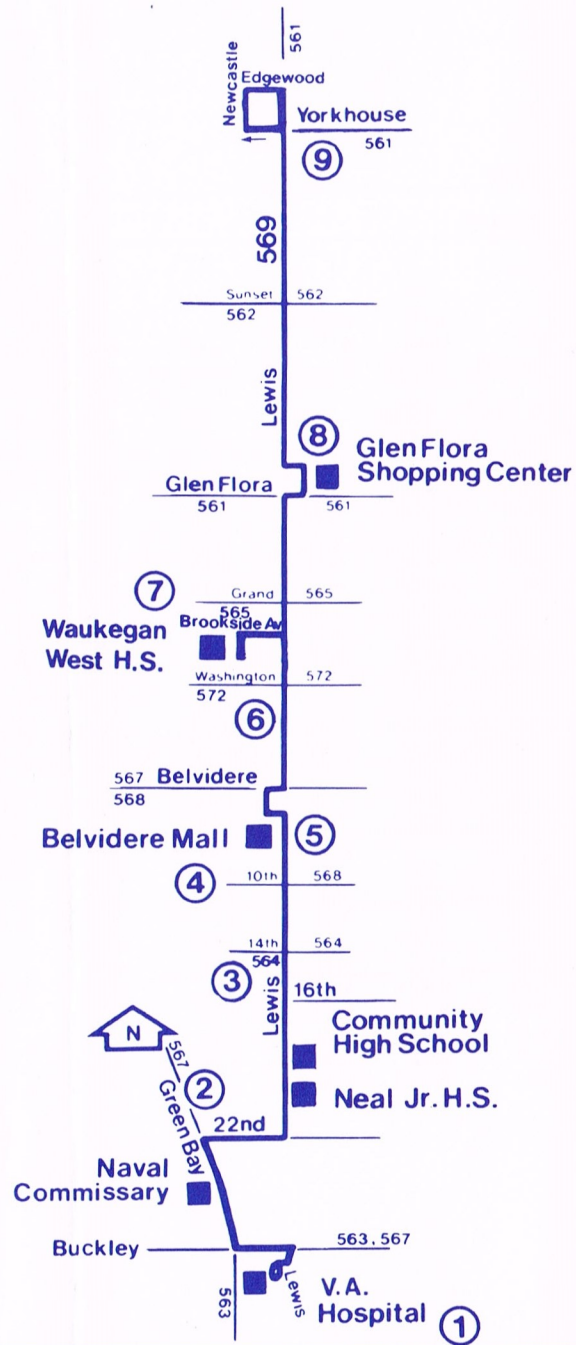 561
Newcastle
Edgewood
Yorkhouse
561
9
569
Sunset 562
562
Lewis
8
Glen Flora
Shopping Center
Glen Flora
561
561
7
Grand 565
565
Brookside Av
Waukegan
West H.S.
Washington 572
572
6
567 Belvidere
568
Belvidere Mall
5
4
10th 568
14th 564
564
3
Lewis
16th
Community
High School
Neal Jr. H.S.
N
567
2
Green Bay
22nd
Naval
Commissary
Buckley
563, 567
563
Lewis
V.A.
Hospital
1